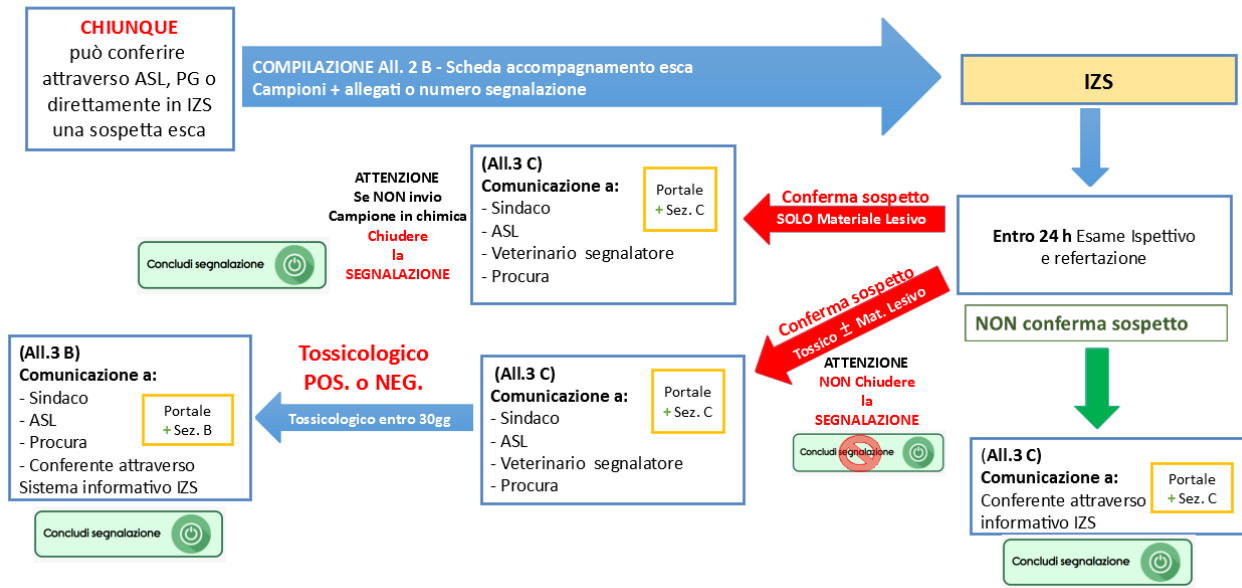 CHIUNQUE
può conferire
attraverso ASL, PG o
direttamente in IZS
una sospetta esca
COMPILAZIONE All. 2 B - Scheda accompagnamento esca
Campioni + allegati o numero segnalazione
IZS
ATTENZIONE
Se NON invio
Campione in chimica
Chiudere
la
SEGNALAZIONE
Concludi segnalazione
(All.3 C)
Comunicazione a:
- Sindaco
- ASL
- Veterinario segnalatore
- Procura
Portale
+ Sez. C
Conferma sospetto
SOLO Materiale Lesivo
Entro 24 h Esame Ispettivo
e refertazione
Conferma sospetto
Tossico ± Mat. Lesivo
NON conferma sospetto
(All.3 B)
Comunicazione a:
- Sindaco
- ASL
- Procura
- Conferente attraverso
Sistema informativo IZS
Portale
+ Sez. B
Concludi segnalazione
Tossicologico
POS. o NEG.
Tossicologico entro 30gg
(All.3 C)
Comunicazione a:
- Sindaco
- ASL
- Veterinario segnalatore
- Procura
Portale
+ Sez. C
ATTENZIONE
NON Chiudere
la
SEGNALAZIONE
Concludi segnalazione
(All.3 C)
Comunicazione a:
Conferente attraverso
informativo IZS
Portale
+ Sez. C
Concludi segnalazione